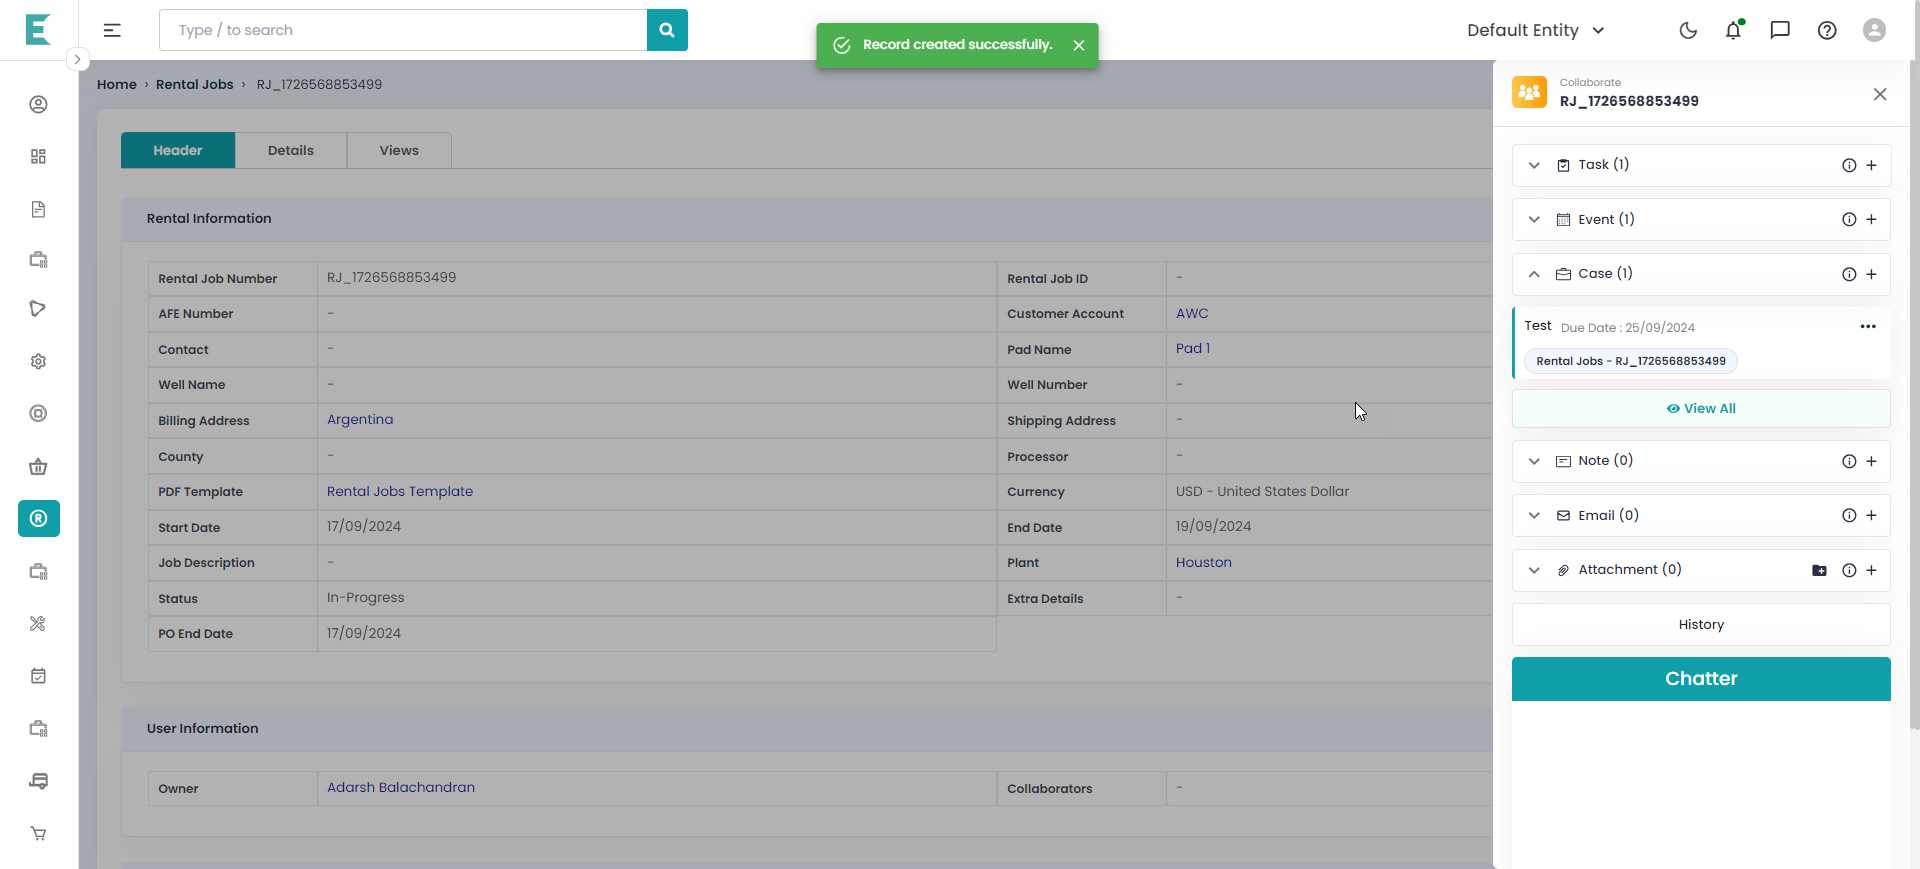 Type / to search
Record created successfully.
Default Entity
Home › Rental Jobs › RJ_1726568853499
Header
Details
Views
Rental Information
Rental Job Number RJ_1726568853499 Rental Job ID -
AFE Number - Customer Account AWC
Contact - Pad Name Pad 1
Well Name - Well Number -
Billing Address Argentina Shipping Address -
County - Processor -
PDF Template Rental Jobs Template Currency USD - United States Dollar
Start Date 17/09/2024 End Date 19/09/2024
Job Description - Plant Houston
Status In-Progress Extra Details -
PO End Date 17/09/2024
User Information
Owner Adarsh Balachandran Collaborators -
Collaborate
RJ_1726568853499
Task (1)
Event (1)
Case (1)
Test Due Date : 25/09/2024
Rental Jobs - RJ_1726568853499
View All
Note (0)
Email (0)
Attachment (0)
History
Chatter